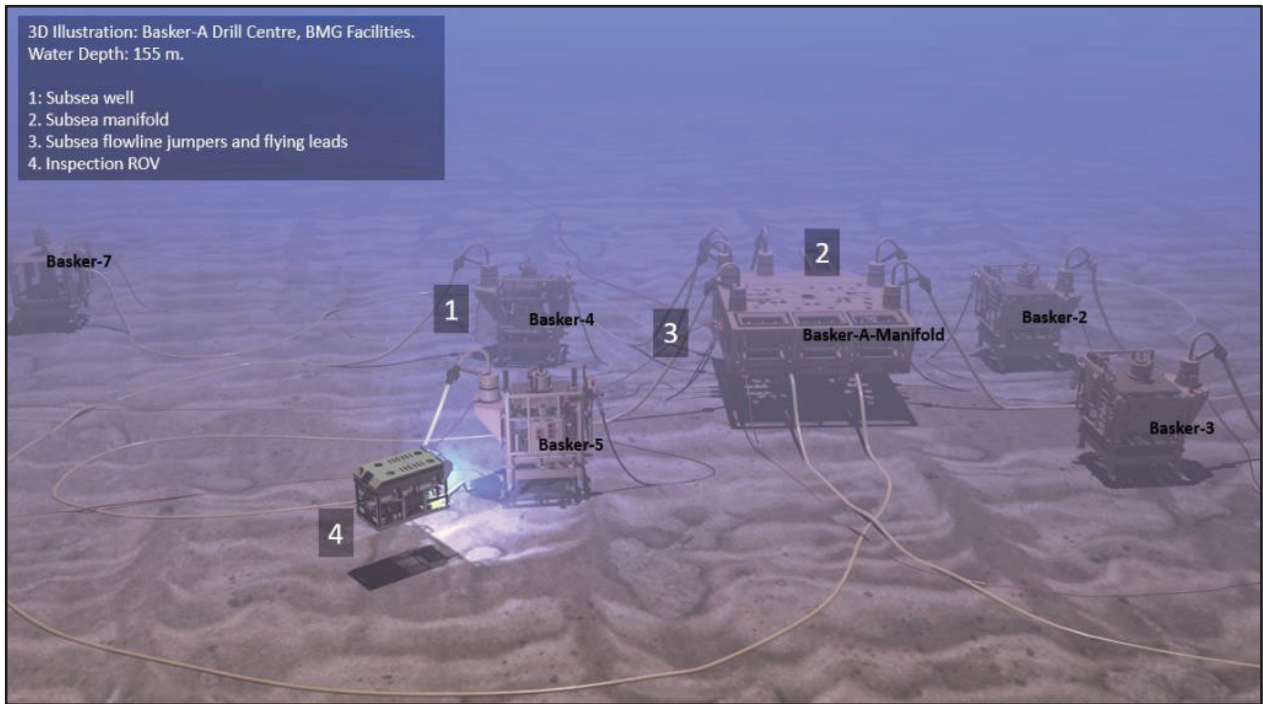 3D Illustration: Basker-A Drill Centre, BMG Facilities.
Water Depth: 155 m.
1: Subsea well
2. Subsea manifold
3. Subsea flowline jumpers and flying leads
4. Inspection ROV
Basker-7
2
1
Basker-4
3
Basker-A-Manifold
Basker-2
Basker-5
Basker-3
4